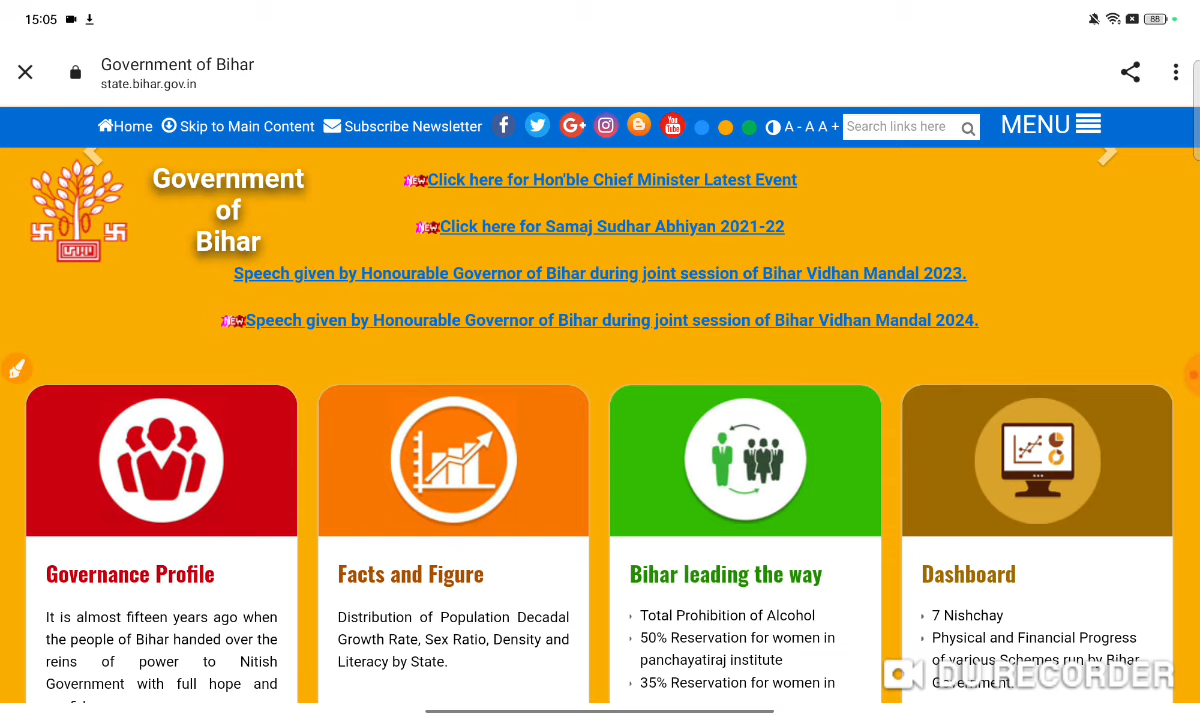 15:05
88
Government of Bihar
state.bihar.gov.in
Home Skip to Main Content Subscribe Newsletter A - A A + Search links here MENU
Government
of
Bihar
NEW Click here for Hon'ble Chief Minister Latest Event
NEW Click here for Samaj Sudhar Abhiyan 2021-22
Speech given by Honourable Governor of Bihar during joint session of Bihar Vidhan Mandal 2023.
NEW Speech given by Honourable Governor of Bihar during joint session of Bihar Vidhan Mandal 2024.
Governance Profile
It is almost fifteen years ago when
the people of Bihar handed over the
reins of power to Nitish
Government with full hope and
Facts and Figure
Distribution of Population Decadal
Growth Rate, Sex Ratio, Density and
Literacy by State.
Bihar leading the way
Total Prohibition of Alcohol
50% Reservation for women in
panchayatiraj institute
35% Reservation for women in
Dashboard
7 Nishchay
Physical and Financial Progress
of various Schemes run by Bihar
Government.
DU RECORDER